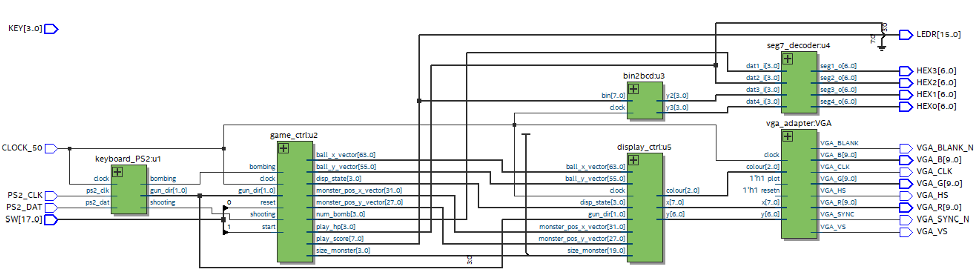 KEY[3..0]
CLOCK_50
PS2_CLK
PS2_DAT
SW[17..0]
keyboard_PS2:u1
clock
ps2_clk
ps2_dat
bombing
gun_dir[1..0]
shooting
0
1
game_ctrl:u2
bombing
clock
gun_dir[1..0]
reset
shooting
start
ball_x_vector[63..0]
ball_y_vector[55..0]
disp_state[3..0]
monster_pos_x_vector[31..0]
monster_pos_y_vector[27..0]
num_bomb[3..0]
play_hp[3..0]
play_score[7..0]
size_monster[3..0]
3:0
bin2bcd:u3
bin[7..0]
clock
y2[3..0]
y3[3..0]
display_ctrl:u5
ball_x_vector[63..0]
ball_y_vector[55..0]
clock
disp_state[3..0]
gun_dir[1..0]
monster_pos_x_vector[31..0]
monster_pos_y_vector[27..0]
size_monster[19..0]
colour[2..0]
x[7..0]
y[6..0]
seg7_decoder:u4
dat1_i[3..0]
dat2_i[3..0]
dat3_i[3..0]
dat4_i[3..0]
seg1_o[6..0]
seg2_o[6..0]
seg3_o[6..0]
seg4_o[6..0]
vga_adapter:VGA
clock
colour[2..0]
1'h1 plot
1'h1 resetn
x[7..0]
y[6..0]
VGA_BLANK
VGA_B[9..0]
VGA_CLK
VGA_G[9..0]
VGA_HS
VGA_R[9..0]
VGA_SYNC
VGA_VS
7:0
3:0
LEDR[15..0]
HEX3[6..0]
HEX2[6..0]
HEX1[6..0]
HEX0[6..0]
VGA_BLANK_N
VGA_B[9..0]
VGA_CLK
VGA_G[9..0]
VGA_HS
VGA_R[9..0]
VGA_SYNC_N
VGA_VS